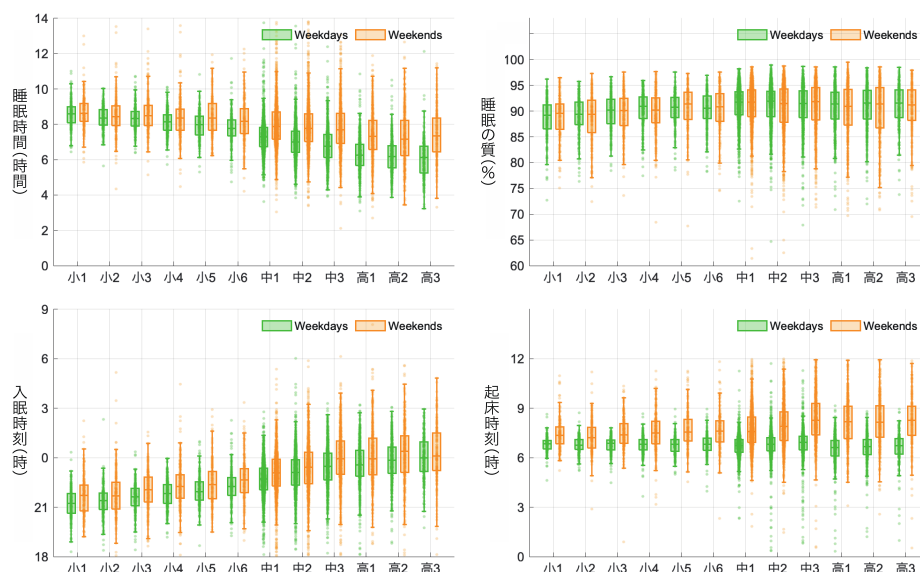 睡眠時間(時間)
14
12
10
8
6
4
2
0
Weekdays Weekends
小1 小2 小3 小4 小5 小6 中1 中2 中3 高1 高2 高3
睡眠の質(%)
100
95
90
85
80
75
70
65
60
Weekdays Weekends
小1 小2 小3 小4 小5 小6 中1 中2 中3 高1 高2 高3
入眠時刻(時)
9
6
3
0
21
18
Weekdays Weekends
小1 小2 小3 小4 小5 小6 中1 中2 中3 高1 高2 高3
起床時刻(時)
12
9
6
3
0
Weekdays Weekends
小1 小2 小3 小4 小5 小6 中1 中2 中3 高1 高2 高3